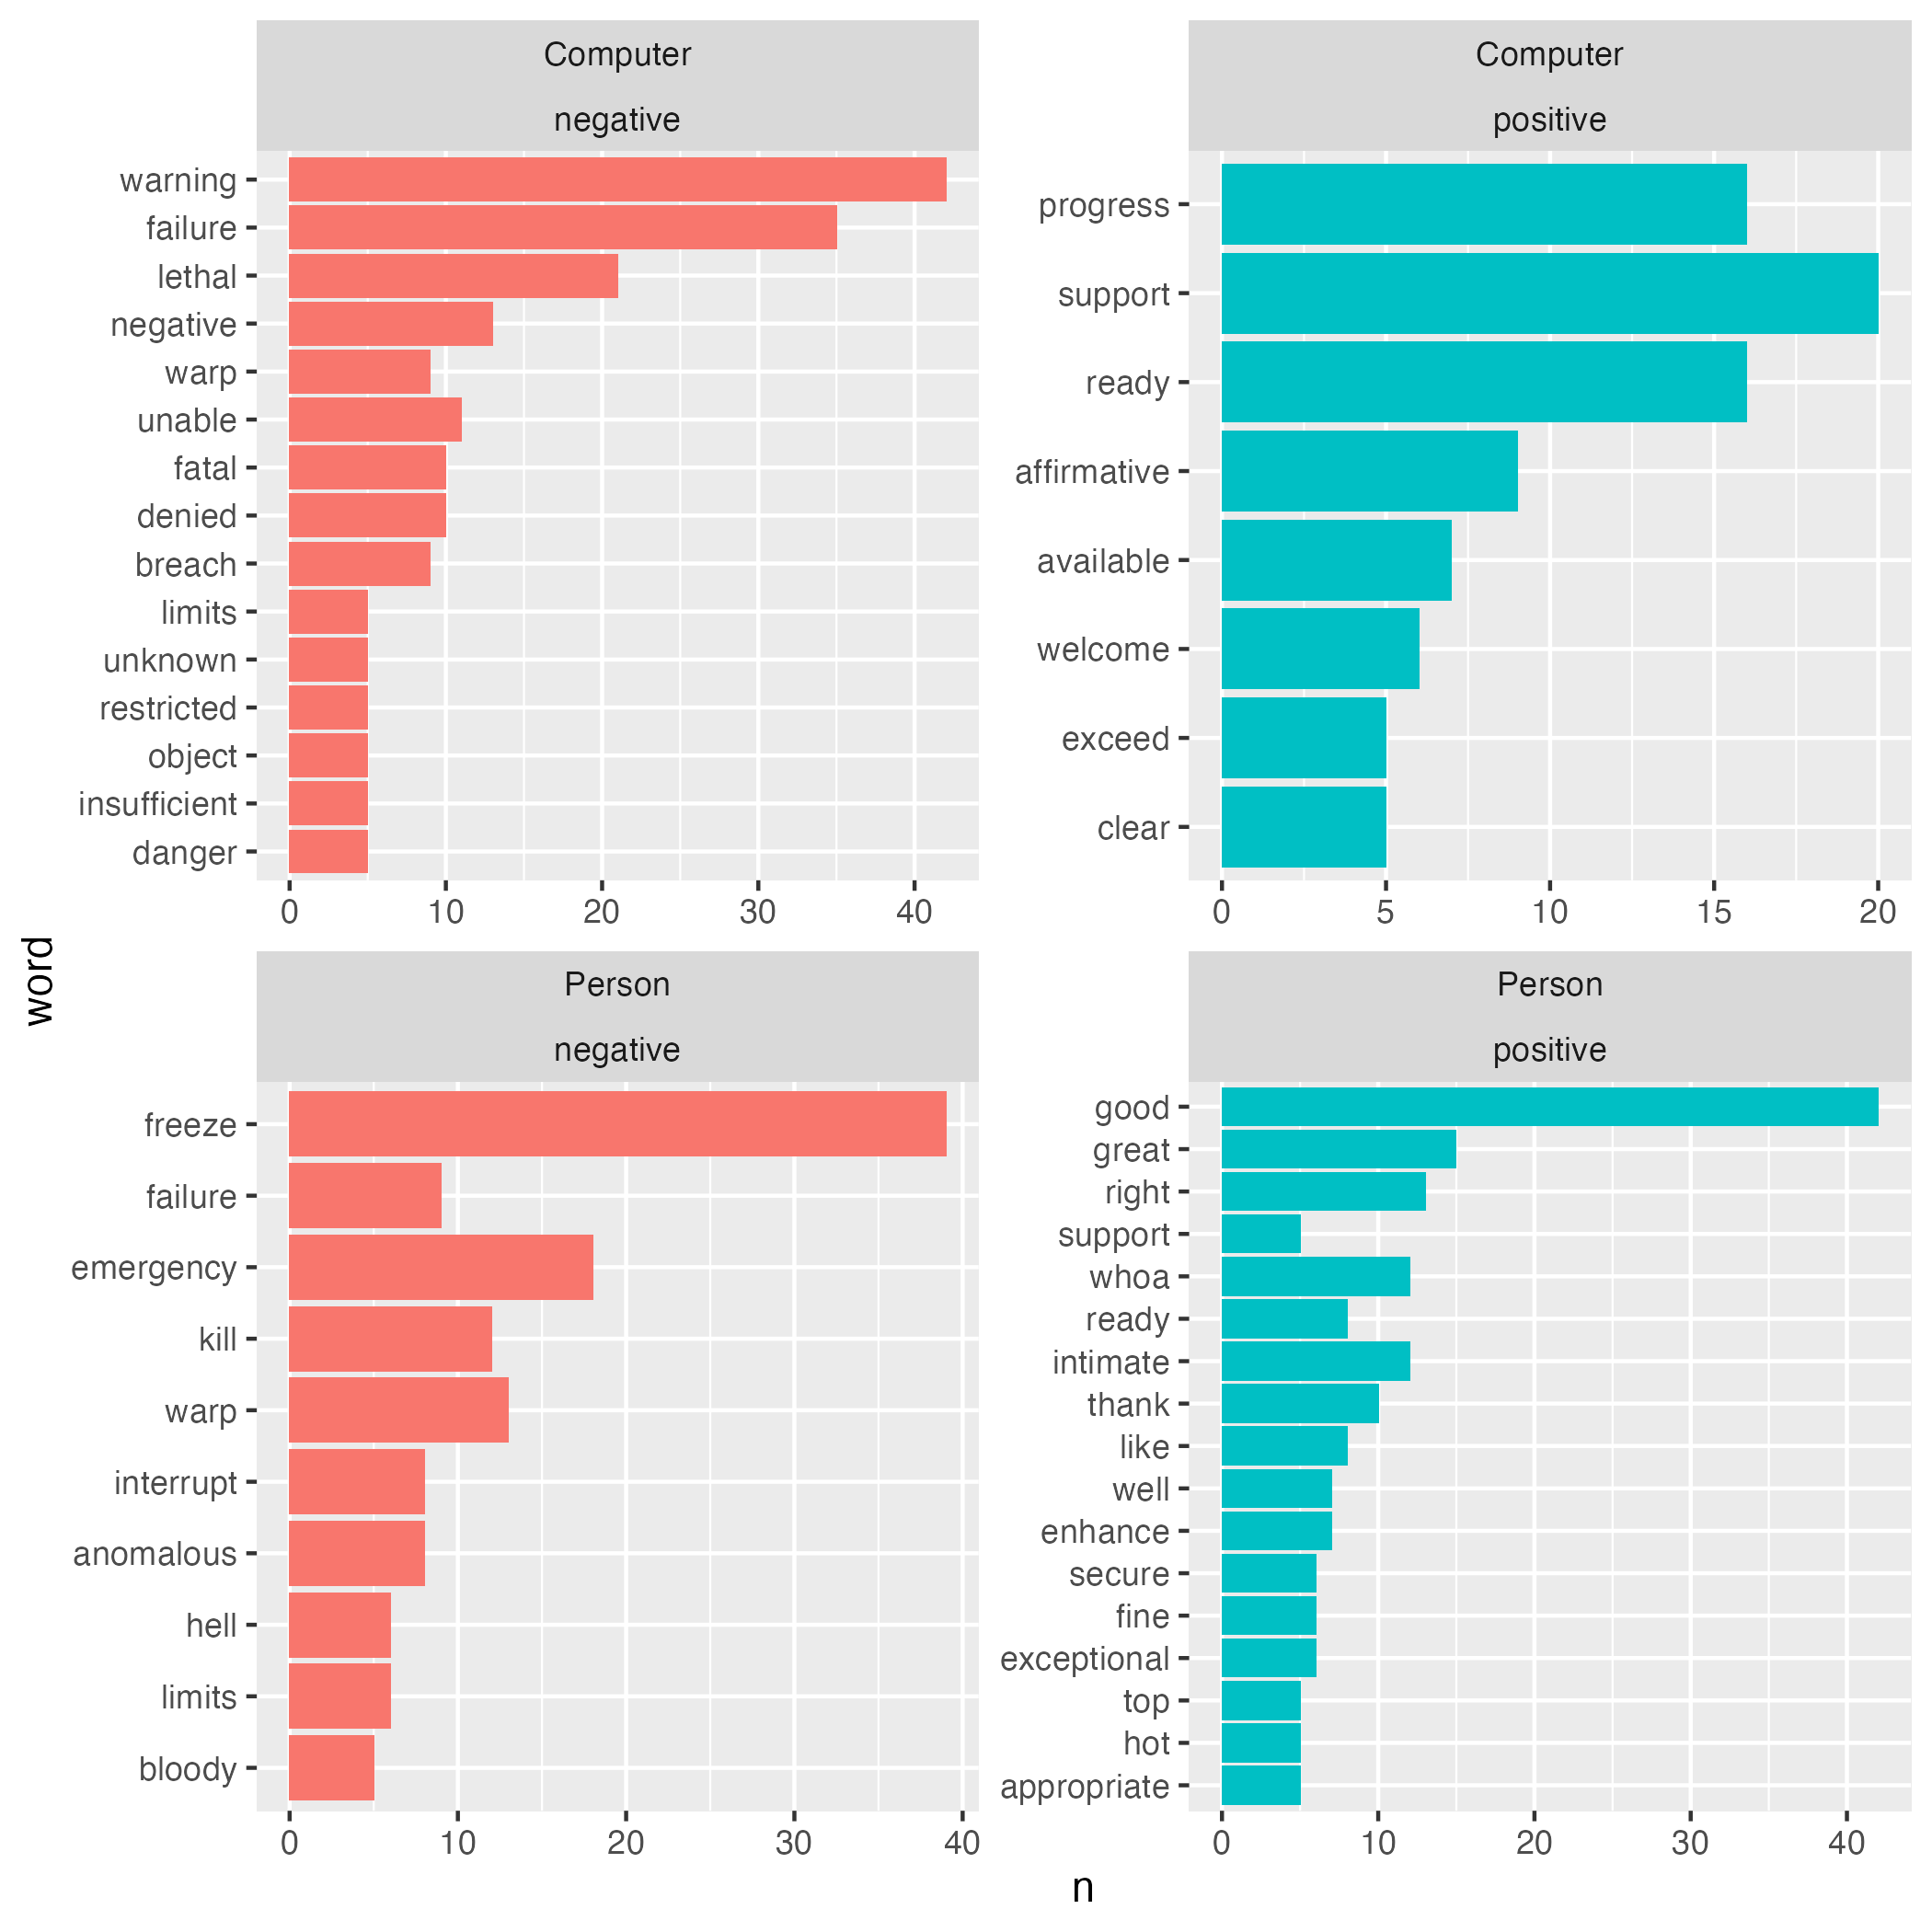 Computer
negative
warning
failure
lethal
negative
warp
unable
fatal
denied
breach
limits
unknown
restricted
object
insufficient
danger
0 10 20 30 40
Computer
positive
progress
support
ready
affirmative
available
welcome
exceed
clear
0 5 10 15 20
word
Person
negative
freeze
failure
emergency
kill
warp
interrupt
anomalous
hell
limits
bloody
0 10 20 30 40
Person
positive
good
great
right
support
whoa
ready
intimate
thank
like
well
enhance
secure
fine
exceptional
top
hot
appropriate
0 10 20 30 40
n